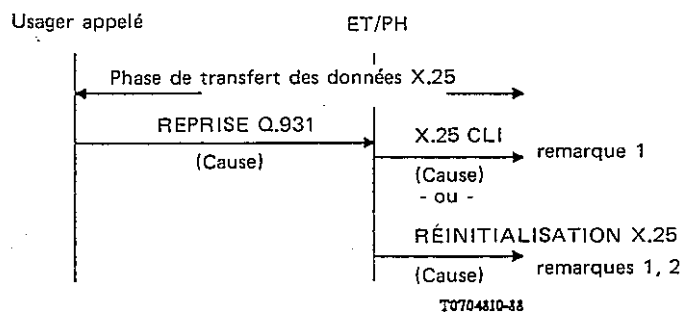 Usager appelé
ET/PH
Phase de transfert des données X.25
REPRISE Q.931
(Cause)
X.25 CLI
(Cause)
remarque 1
- ou -
RÉINITIALISATION X.25
(Cause)
remarques 1, 2
T0704810-88